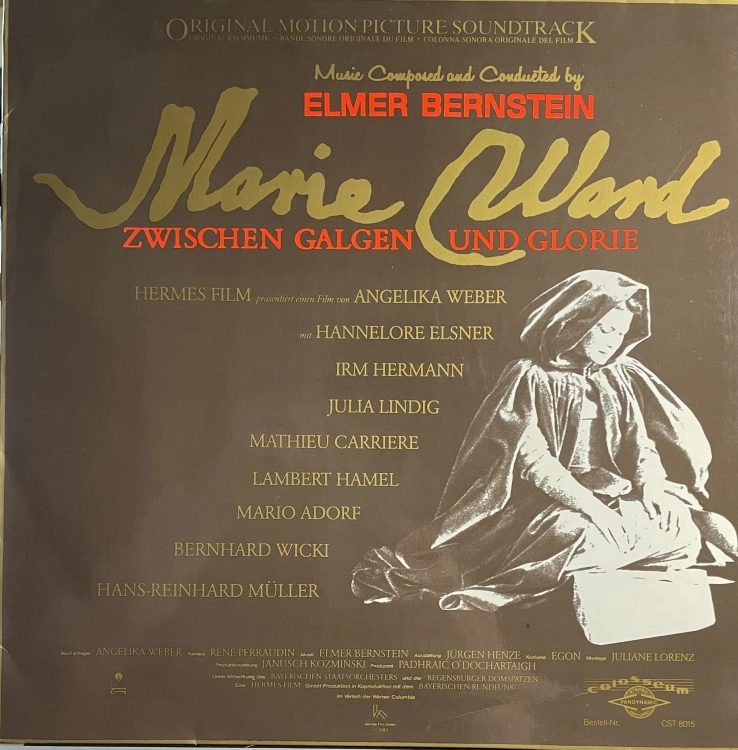 ORIGINAL MOTION PICTURE SOUNDTRACK
ORIGINAL FILMMUSIK • BANDE SONORE ORIGINALE DU FILM • COLONNA SONORA ORIGINALE DEL FILM
Music Composed and Conducted by
ELMER BERNSTEIN
Marie Ward
ZWISCHEN GALGEN UND GLORIE
HERMES FILM präsentiert einen Film von ANGELIKA WEBER
mit HANNELORE ELSNER
IRM HERMANN
JULIA LINDIG
MATHIEU CARRIERE
LAMBERT HAMEL
MARIO ADORF
BERNHARD WICKI
HANS-REINHARD MÜLLER
Buch & Regie ANGELIKA WEBER Kamera RENE PERRAUDIN Musik ELMER BERNSTEIN Ausstattung JÜRGEN HENZE Kostüme EGON Montage JULIANE LORENZ
Produktionsleitung JANUSCH KOZMINSKI Produzent PADHRAIC O'DOCHARTAIGH
Unter Mitwirkung des BAYERISCHEN STAATSORCHESTERS und der REGENSBURGER DOMSPATZEN
Eine HERMES FILM GmbH Produktion in Koproduktion mit dem BAYERISCHEN RUNDFUNK
Im Verleih der Warner Columbia
colosseum
PANDYNAMIC
Bestell-Nr. CST 8015